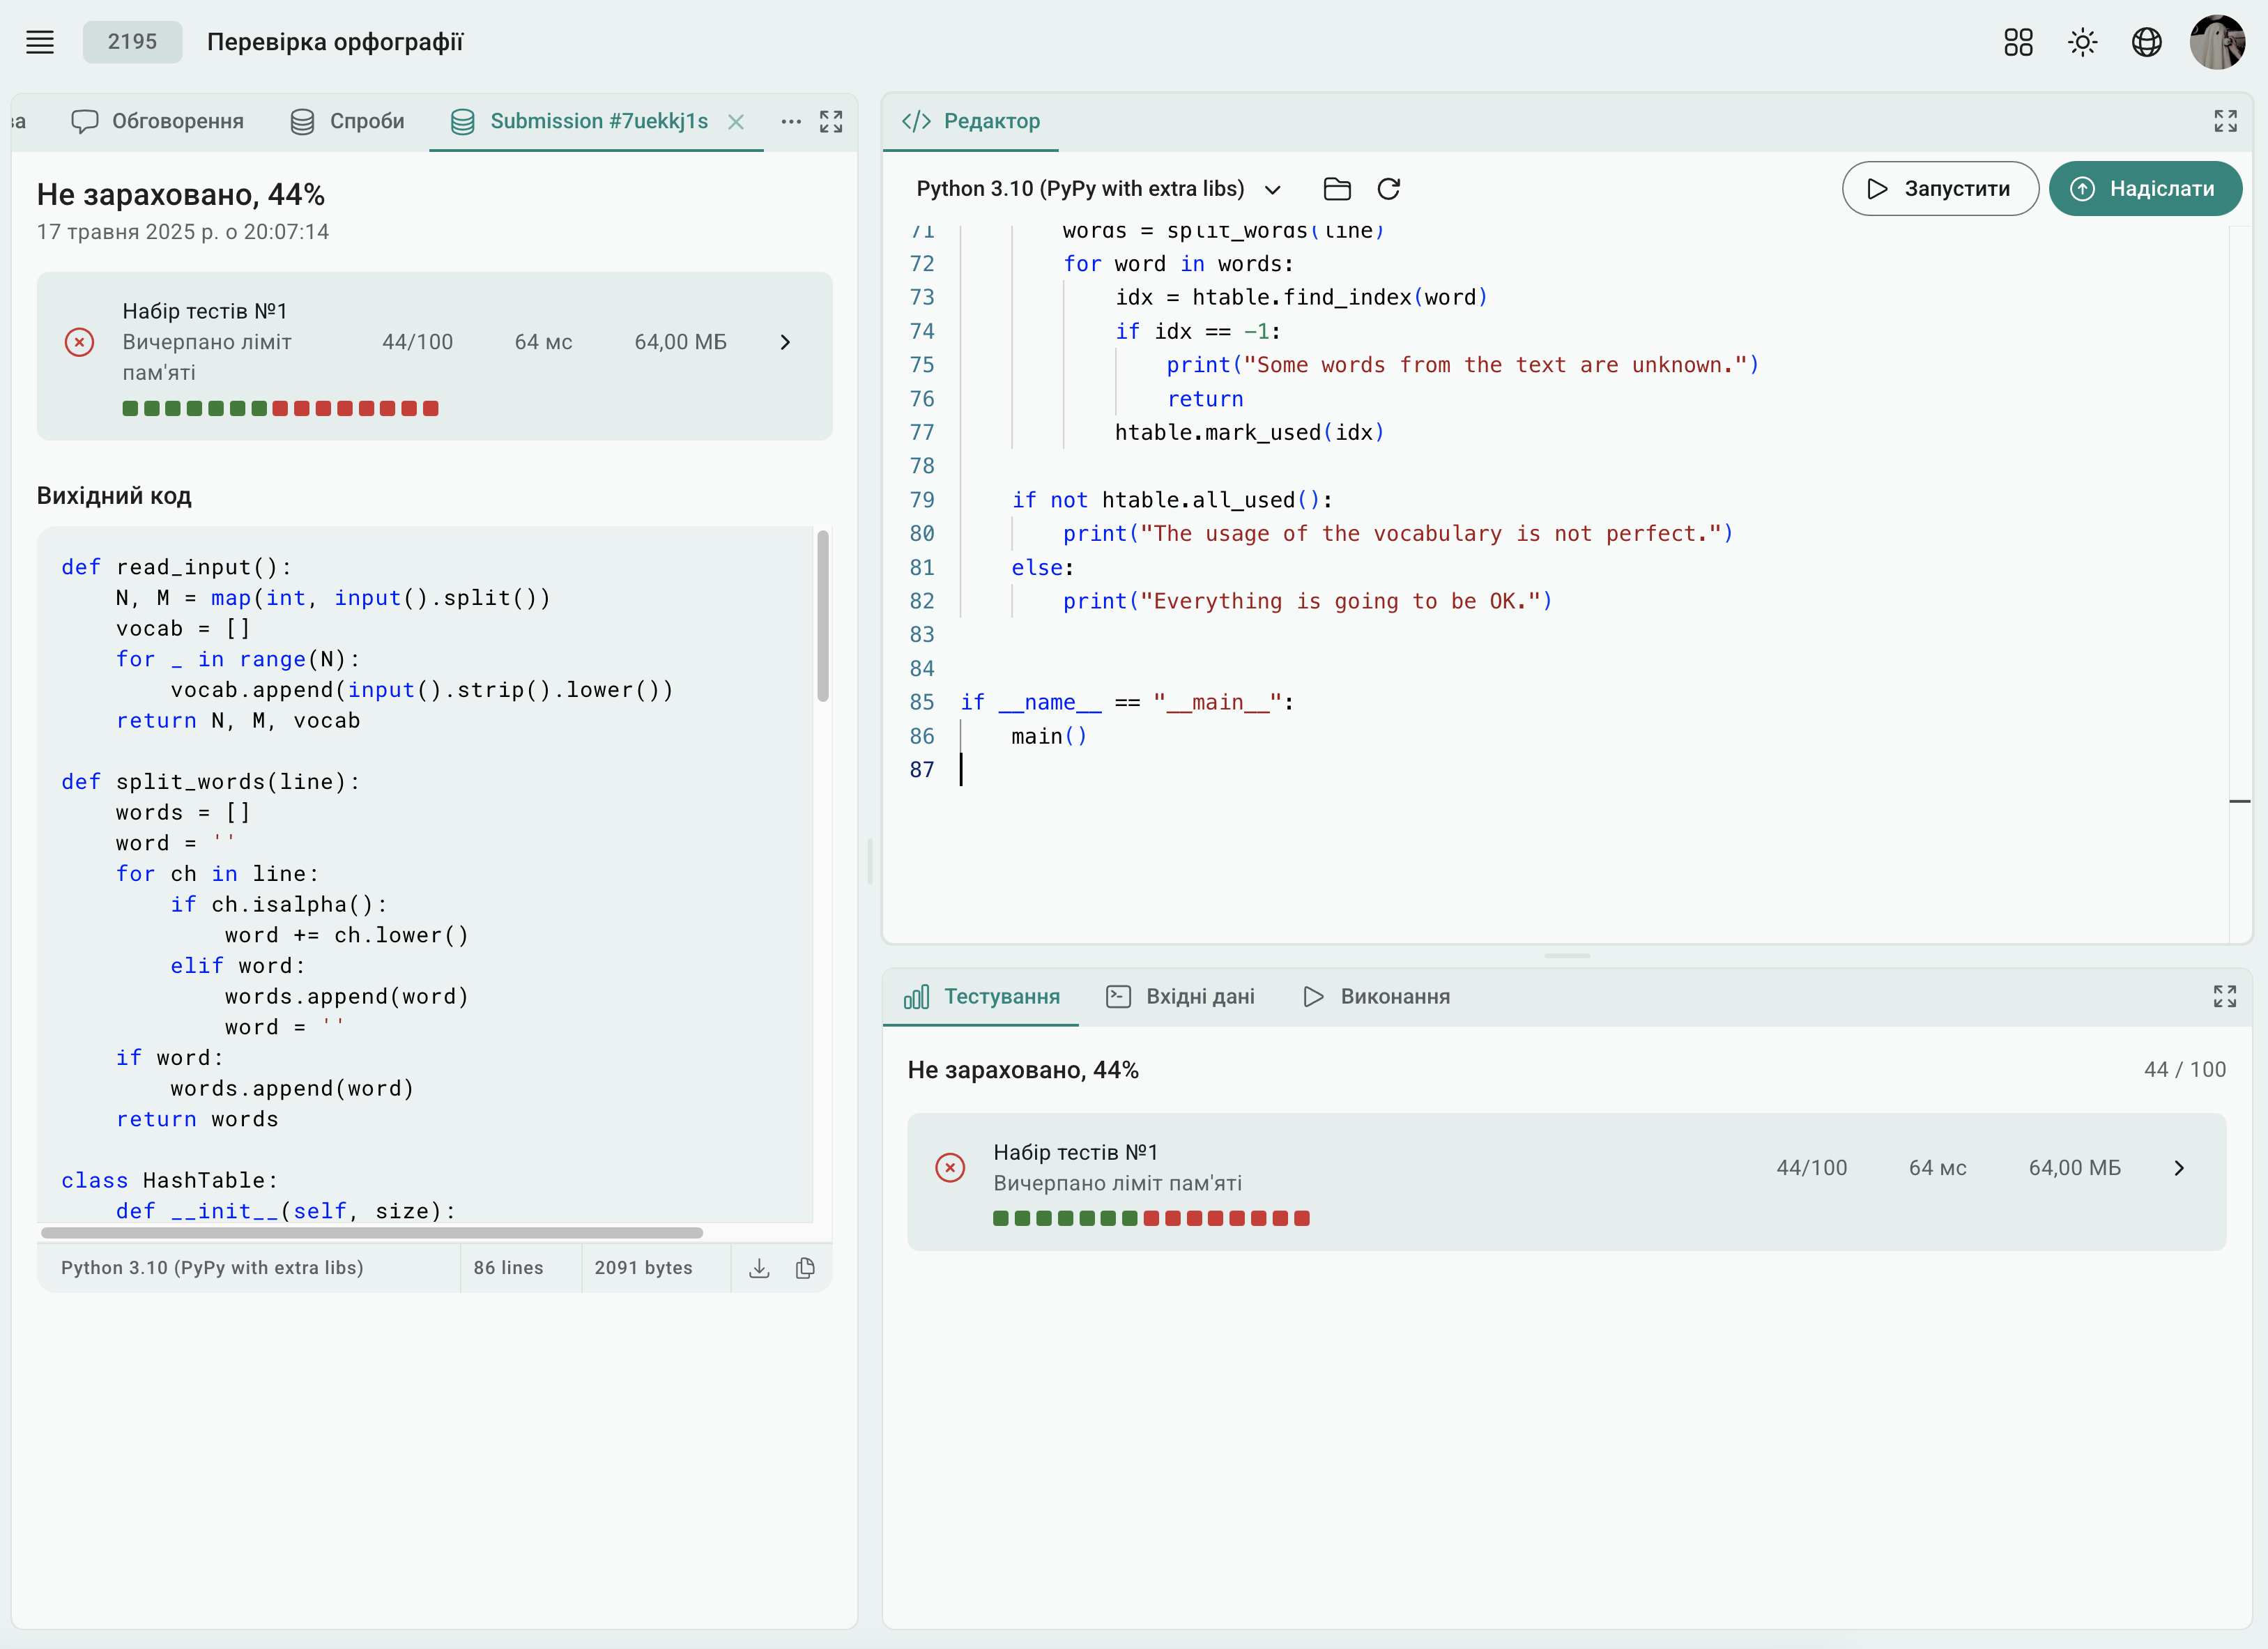 2195 Перевірка орфографії
за Обговорення Спроби Submission #7uekkj1s
Не зараховано, 44%
17 травня 2025 р. о 20:07:14
Набір тестів №1
Вичерпано ліміт пам'яті
44/100 64 мс 64,00 МБ
Вихідний код
def read_input():
    N, M = map(int, input().split())
    vocab = []
    for _ in range(N):
        vocab.append(input().strip().lower())
    return N, M, vocab
def split_words(line):
    words = []
    word = ''
    for ch in line:
        if ch.isalpha():
            word += ch.lower()
        elif word:
            words.append(word)
            word = ''
    if word:
        words.append(word)
    return words
class HashTable:
    def __init__(self, size):
Python 3.10 (PyPy with extra libs) 86 lines 2091 bytes
Редактор
Python 3.10 (PyPy with extra libs) Запустити Надіслати
71         words = split_words(line)
72         for word in words:
73             idx = htable.find_index(word)
74             if idx == -1:
75                 print("Some words from the text are unknown.")
76                 return
77             htable.mark_used(idx)
78
79     if not htable.all_used():
80         print("The usage of the vocabulary is not perfect.")
81     else:
82         print("Everything is going to be OK.")
83
84
85 if __name__ == "__main__":
86     main()
87
Тестування Вхідні дані Виконання
Не зараховано, 44% 44 / 100
Набір тестів №1
Вичерпано ліміт пам'яті
44/100 64 мс 64,00 МБ